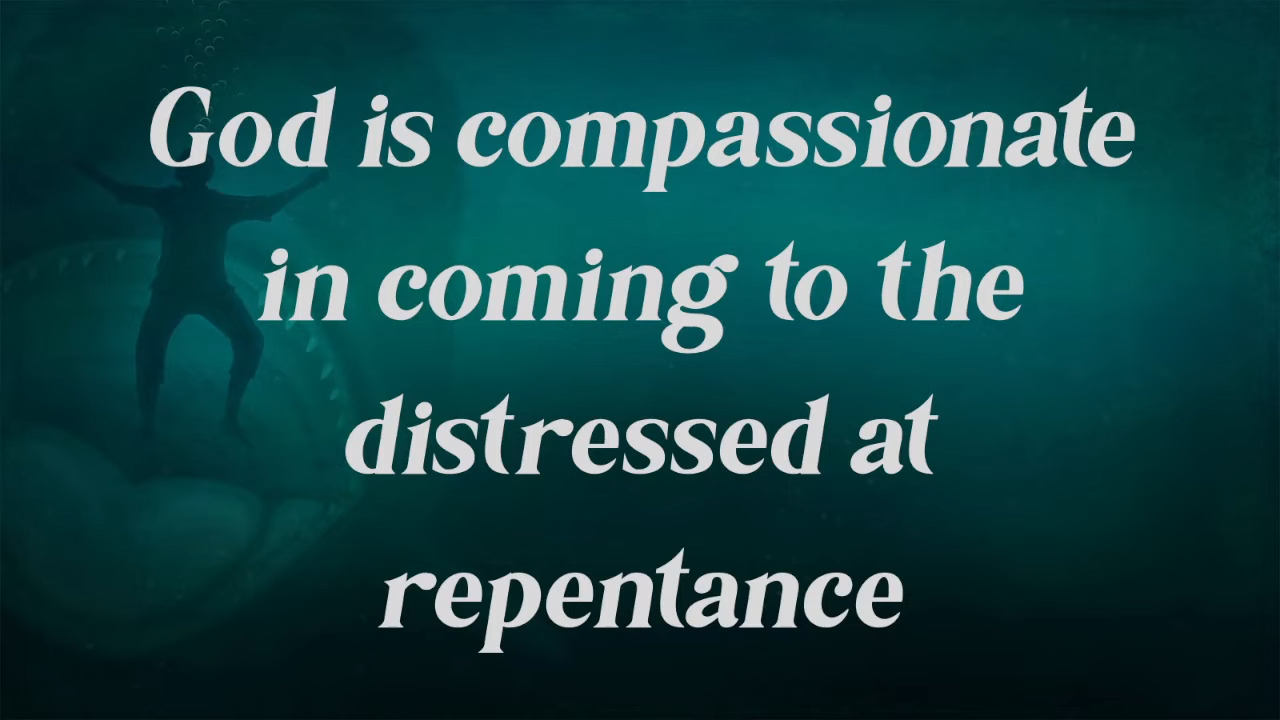 God is compassionate
in coming to the
distressed at
repentance